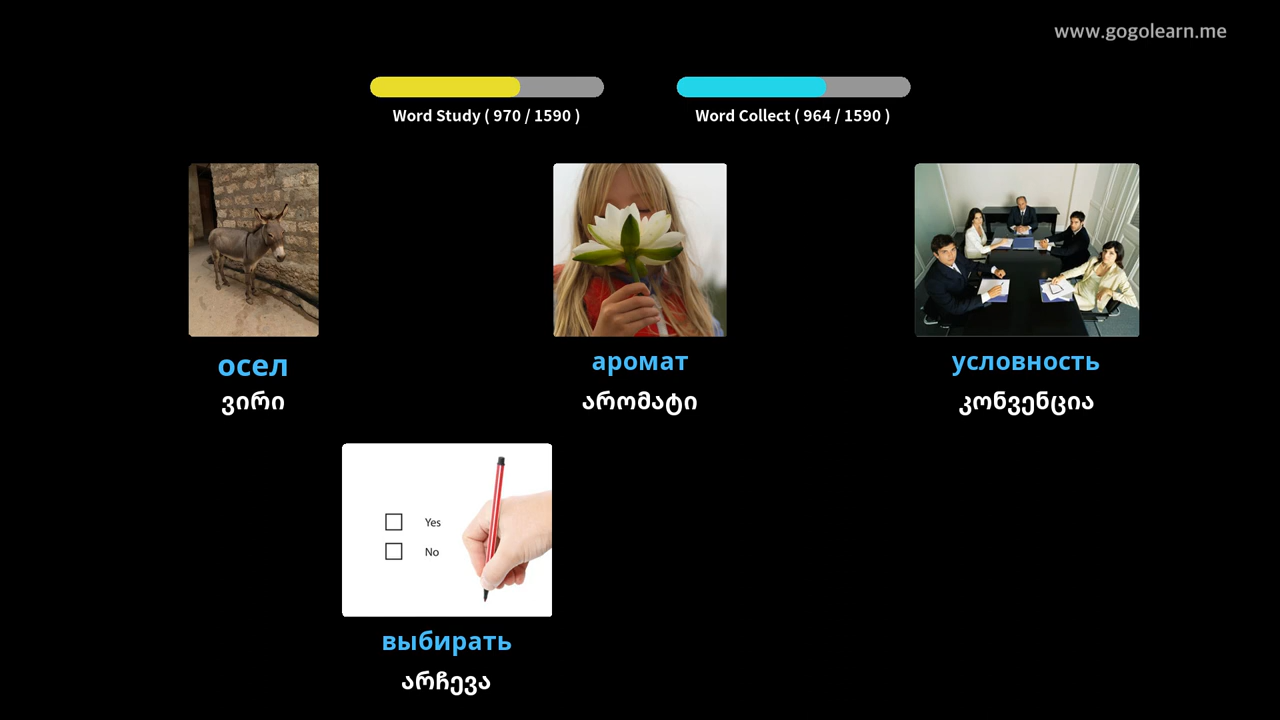 www.gogolearn.me
Word Study ( 970 / 1590 )
Word Collect ( 964 / 1590 )
осел
ვირი
аромат
არომატი
условность
კონვენცია
Yes
No
выбирать
არჩევა